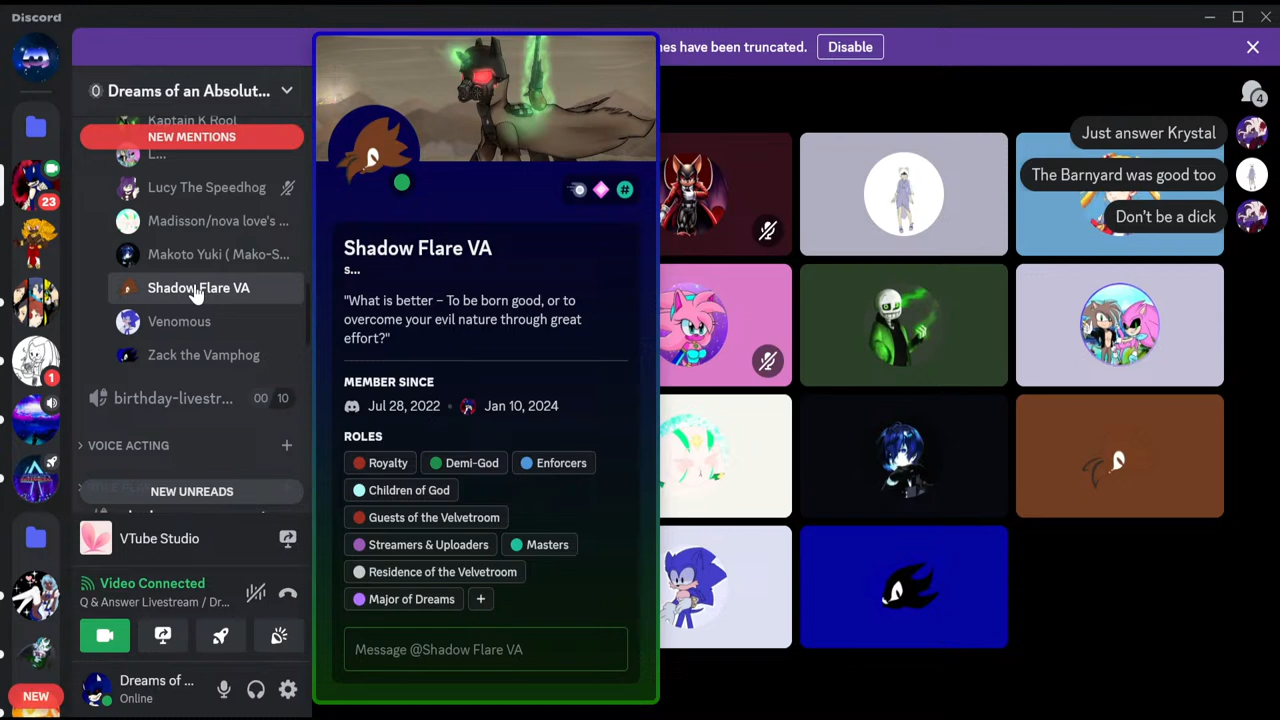 Discord
nes have been truncated.
Disable
Dreams of an Absolut...
4
Kaptain K Rool
NEW MENTIONS
L...
Lucy The Speedhog
Madisson/nova love's ...
Makoto Yuki ( Mako-S...
Shadow Flare VA
Venomous
Zack the Vamphog
birthday-livestr...
00 10
VOICE ACTING
NEW UNREADS
VTube Studio
Video Connected
Q & Answer Livestream / Dr...
Dreams of ...
Online
23
1
NEW
Shadow Flare VA
s...
"What is better – To be born good, or to
overcome your evil nature through great
effort?"
MEMBER SINCE
Jul 28, 2022 • Jan 10, 2024
ROLES
Royalty
Demi-God
Enforcers
Children of God
Guests of the Velvetroom
Streamers & Uploaders
Masters
Residence of the Velvetroom
Major of Dreams
+
Message @Shadow Flare VA
Just answer Krystal
The Barnyard was good too
Don't be a dick